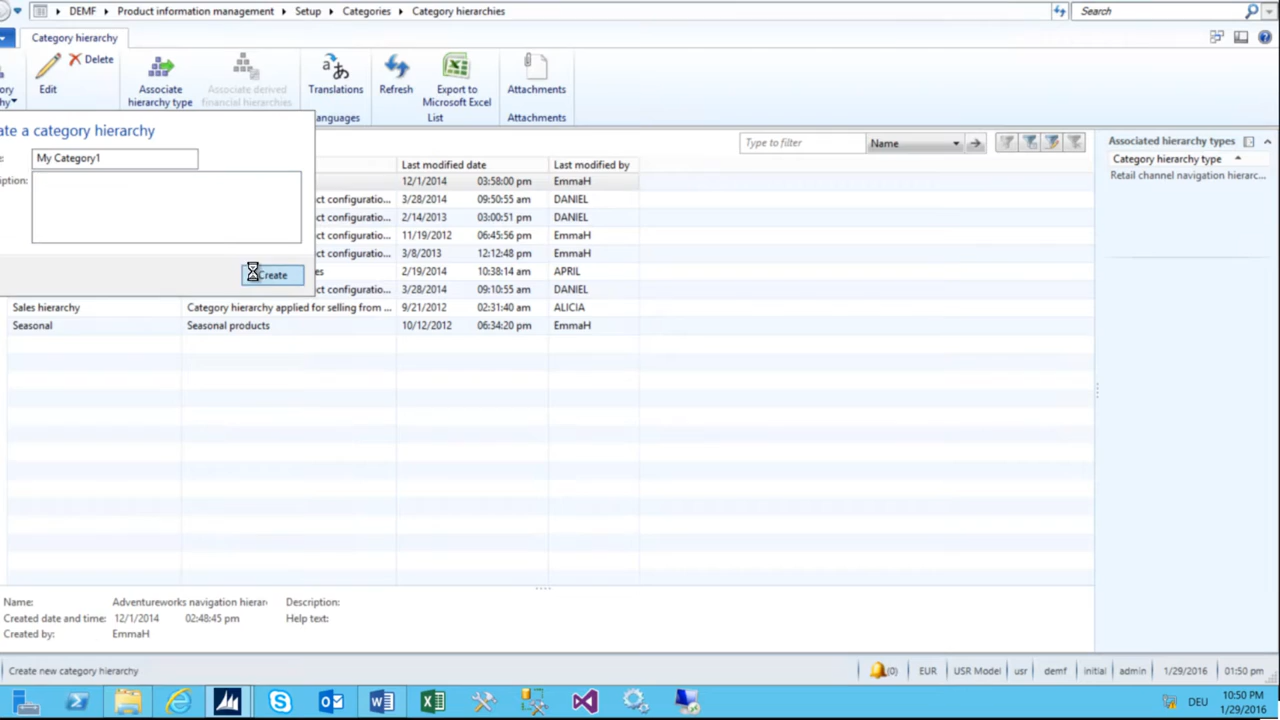 DEMF Product information management Setup Categories Category hierarchies Search
Category hierarchy
Edit Delete Associate hierarchy type Associate derived financial hierarchies Translations Refresh Export to Microsoft Excel Attachments
hy
anguages List Attachments
ate a category hierarchy
My Category1
iption:
Create
Type to filter Name
Last modified date Last modified by
12/1/2014 03:58:00 pm EmmaH
ct configuratio... 3/28/2014 09:50:55 am DANIEL
ct configuratio... 2/14/2013 03:00:51 pm DANIEL
ct configuratio... 11/19/2012 06:45:56 pm EmmaH
ct configuratio... 3/8/2013 12:12:48 pm EmmaH
es 2/19/2014 10:38:14 am APRIL
ct configuratio... 3/28/2014 09:10:55 am DANIEL
Sales hierarchy Category hierarchy applied for selling from ... 9/21/2012 02:31:40 am ALICIA
Seasonal Seasonal products 10/12/2012 06:34:20 pm EmmaH
Associated hierarchy types
Category hierarchy type
Retail channel navigation hierarc...
Name: Adventureworks navigation hierar Description:
Created date and time: 12/1/2014 02:48:45 pm Help text:
Created by: EmmaH
Create new category hierarchy (0) EUR USR Model usr demf initial admin 1/29/2016 01:50 pm
DEU 10:50 PM
1/29/2016